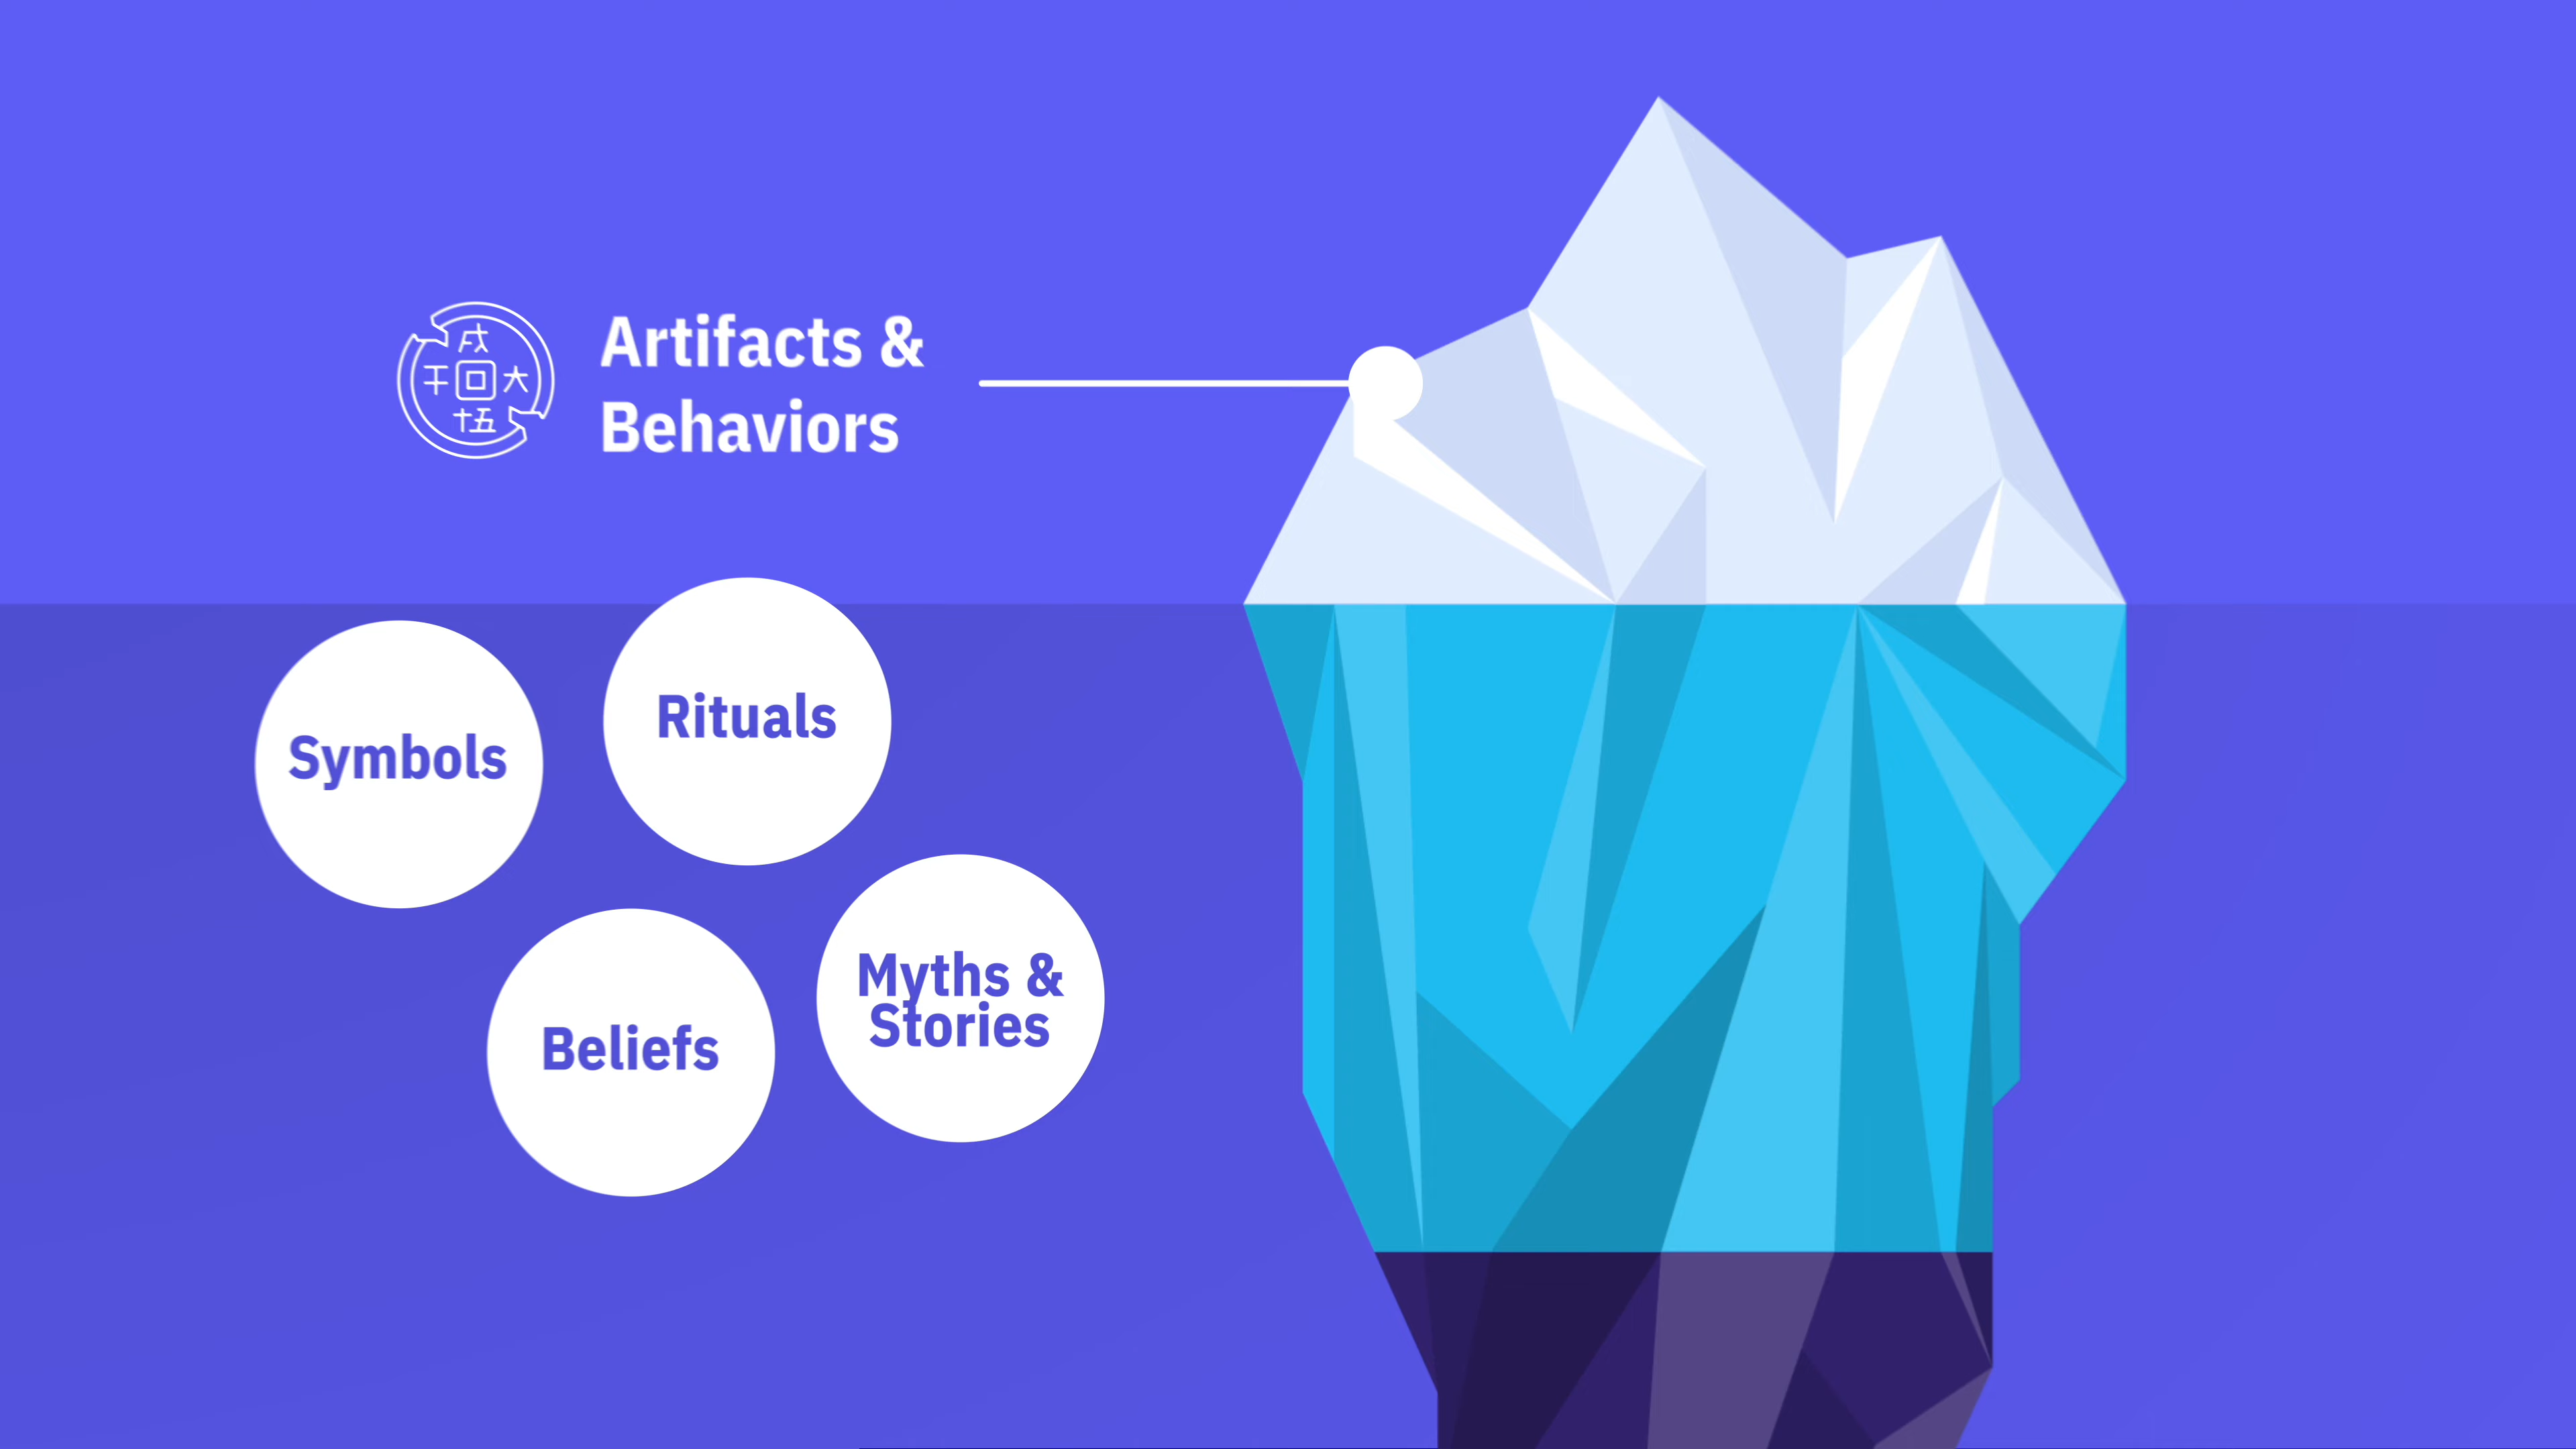 Artifacts &
Behaviors
Symbols
Rituals
Beliefs
Myths &
Stories